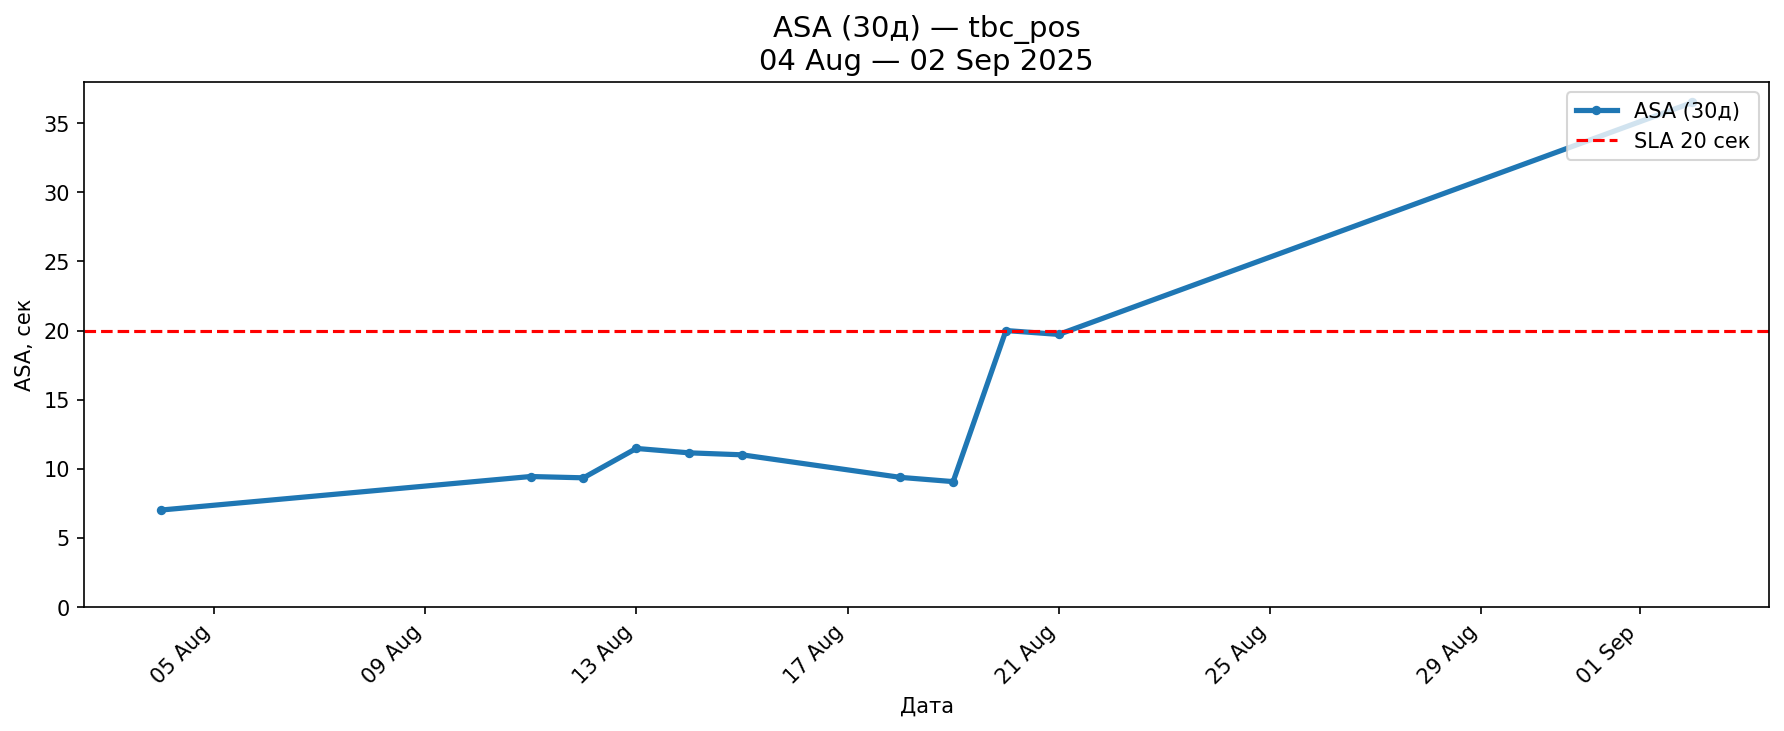 ASA (30д) — tbc_pos
04 Aug — 02 Sep 2025
ASA (30д)
SLA 20 сек
ASA, сек
35
30
25
20
15
10
5
0
05 Aug
09 Aug
13 Aug
17 Aug
21 Aug
25 Aug
29 Aug
01 Sep
Дата